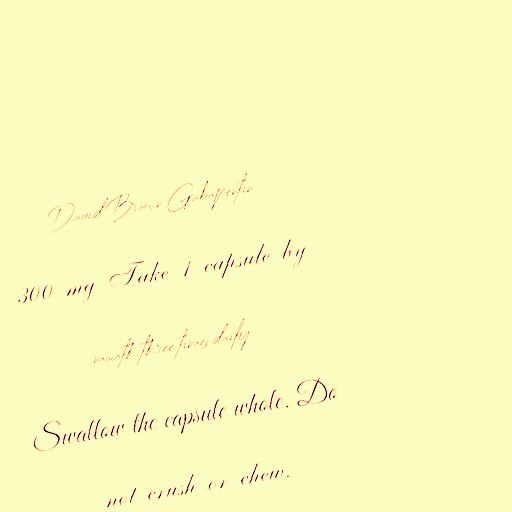 David Brown Gabapentin
300 mg Take 1 capsule by
mouth three times daily
Swallow the capsule whole. Do
not crush or chew.